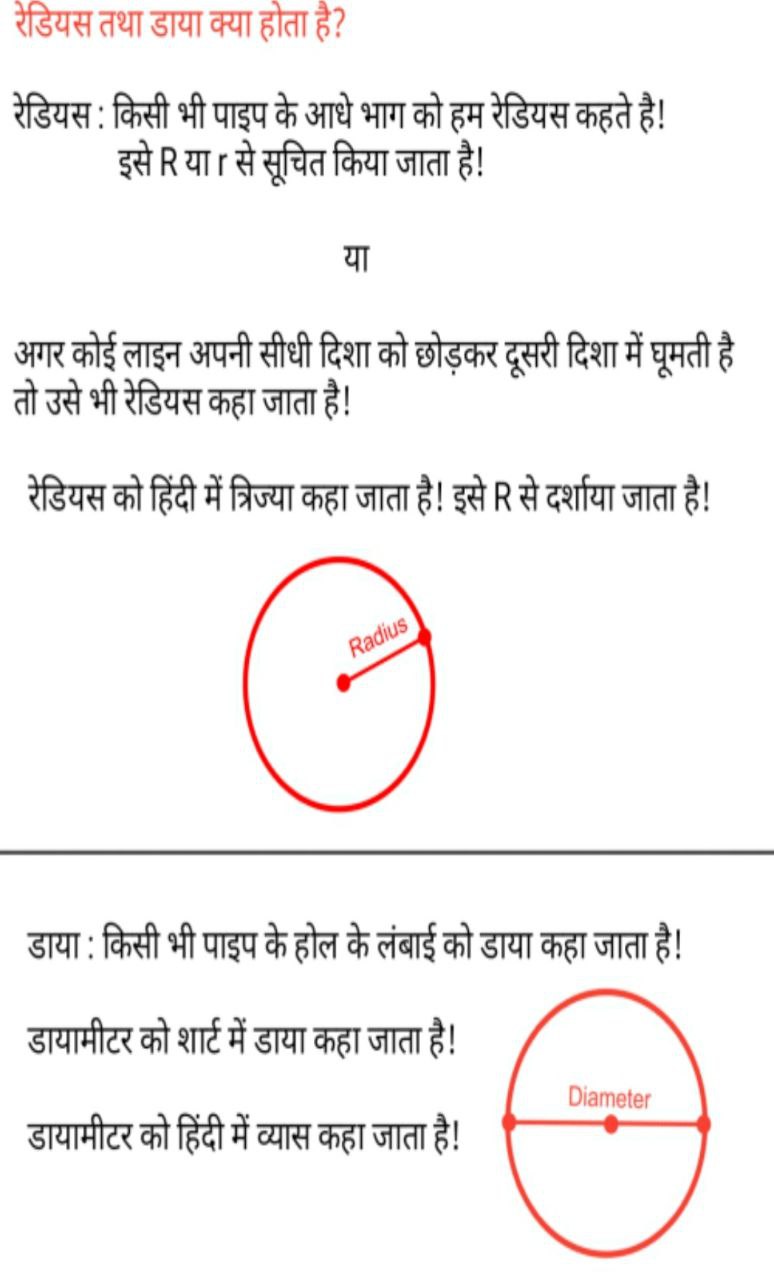 रेडियस तथा डाया क्या होता है?
रेडियस : किसी भी पाइप के आधे भाग को हम रेडियस कहते है!
इसे R या r से सूचित किया जाता है!
या
अगर कोई लाइन अपनी सीधी दिशा को छोड़कर दूसरी दिशा में घूमती है
तो उसे भी रेडियस कहा जाता है!
रेडियस को हिंदी में त्रिज्या कहा जाता है! इसे R से दर्शाया जाता है!
Radius
डाया : किसी भी पाइप के होल के लंबाई को डाया कहा जाता है!
डायामीटर को शार्ट में डाया कहा जाता है!
Diameter
डायामीटर को हिंदी में व्यास कहा जाता है!